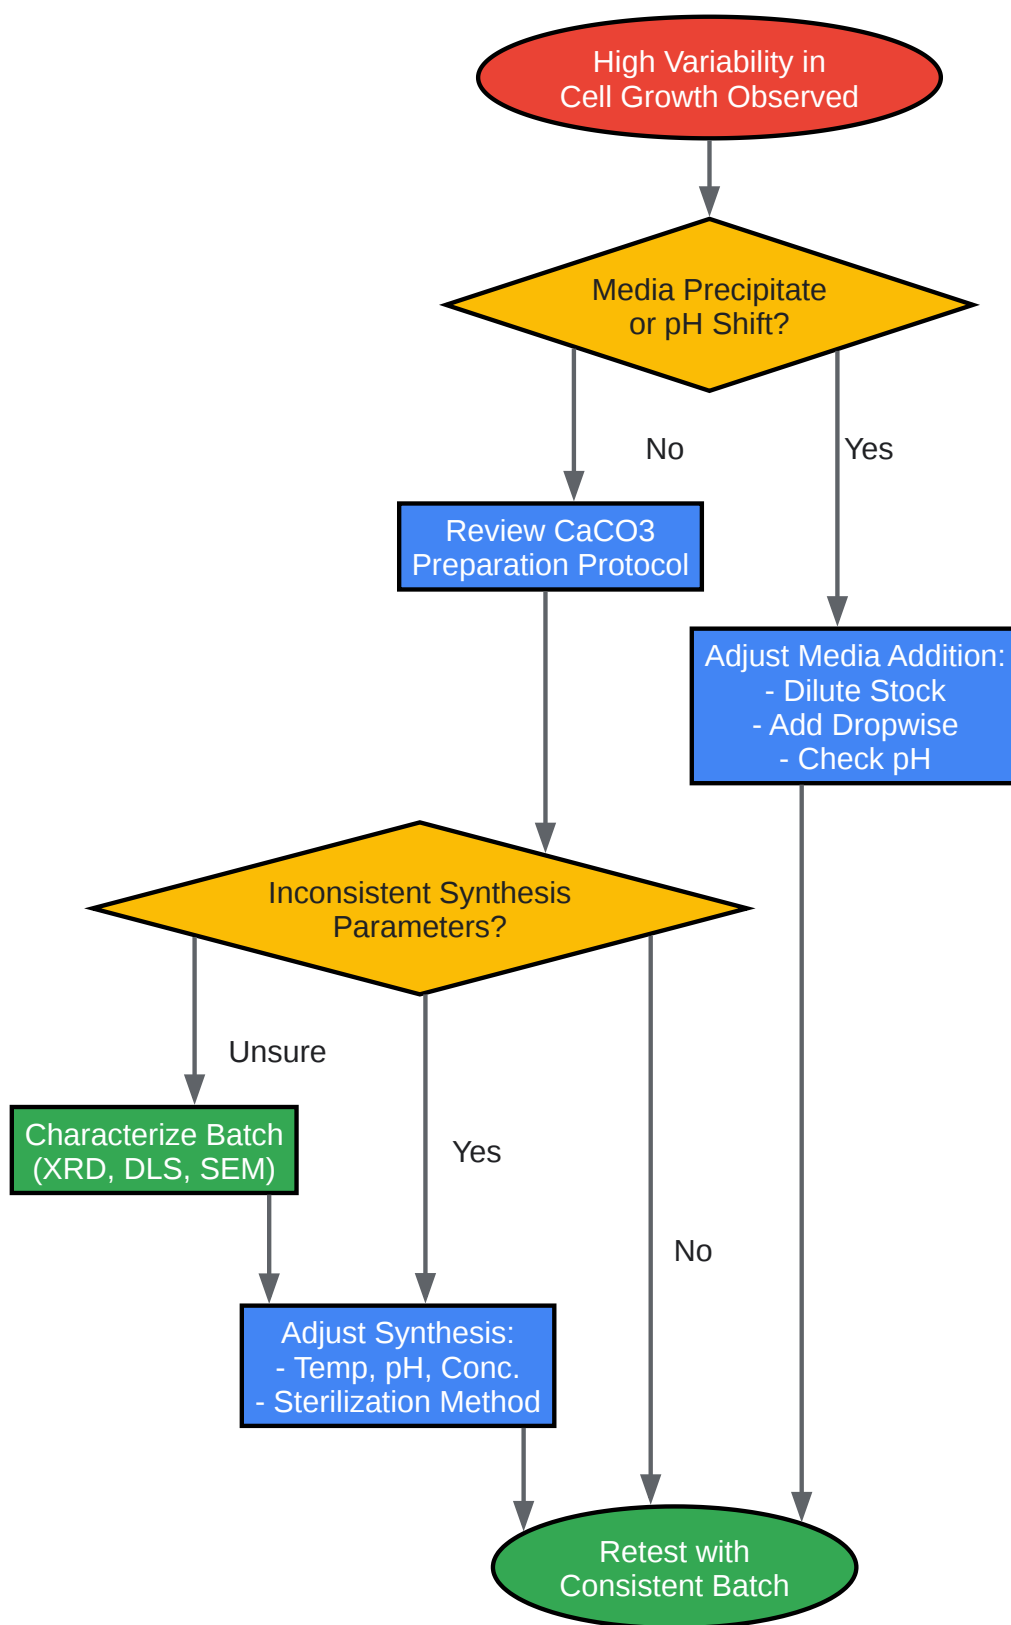 High Variability in
Cell Growth Observed
Media Precipitate
or pH Shift?
No
Yes
Review CaCO3
Preparation Protocol
Adjust Media Addition:
- Dilute Stock
- Add Dropwise
- Check pH
Inconsistent Synthesis
Parameters?
Unsure
Characterize Batch
(XRD, DLS, SEM)
Yes
No
Adjust Synthesis:
- Temp, pH, Conc.
- Sterilization Method
Retest with
Consistent Batch